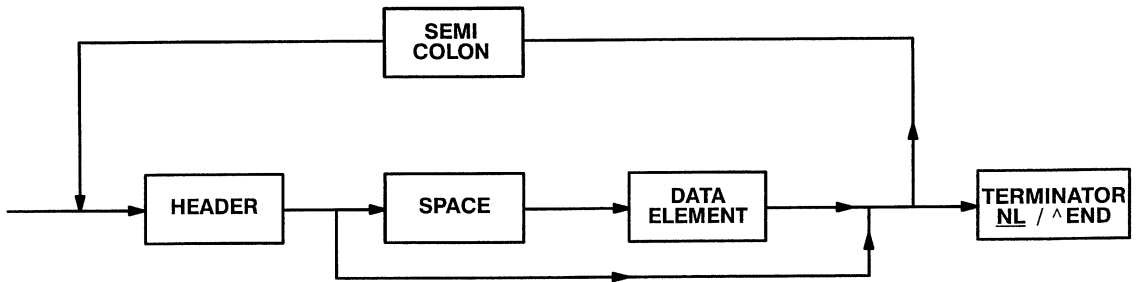 SEMI
COLON
HEADER
SPACE
DATA
ELEMENT
TERMINATOR
NL / ^END